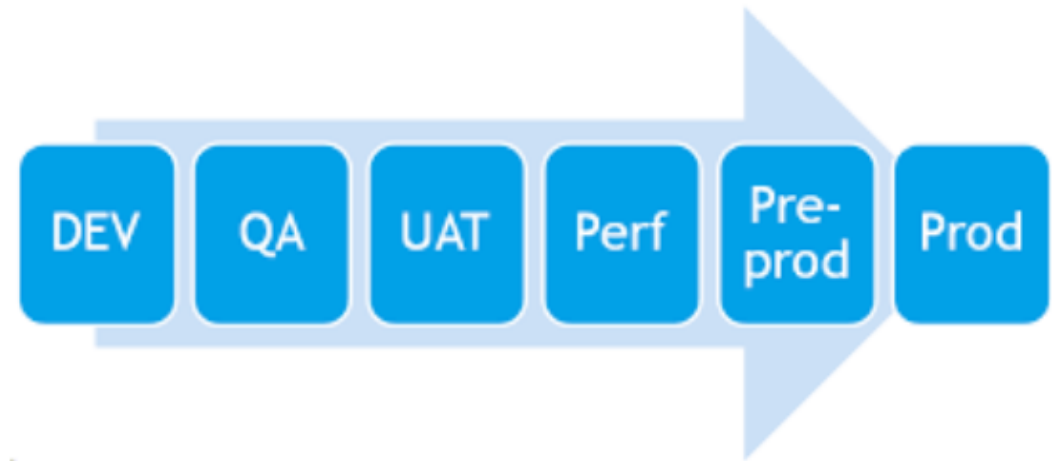 DEV
QA
UAT
Perf
Pre-
prod
Prod